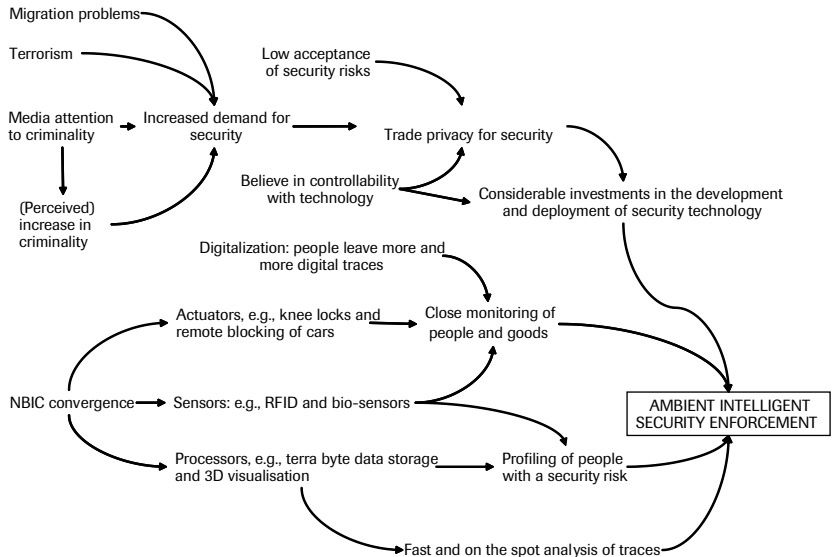 Migration problems
Terrorism
Low acceptance
of security risks
Media attention
to criminality
Increased demand for
security
Trade privacy for security
Believe in controllability
with technology
Considerable investments in the development
and deployment of security technology
(Perceived)
increase in
criminality
Digitalization: people leave more and
more digital traces
Actuators, e.g., knee locks and
remote blocking of cars
Close monitoring of
people and goods
NBIC convergence
Sensors: e.g., RFID and bio-sensors
AMBIENT INTELLIGENT
SECURITY ENFORCEMENT
Processors, e.g., terra byte data storage
and 3D visualisation
Profiling of people
with a security risk
Fast and on the spot analysis of traces